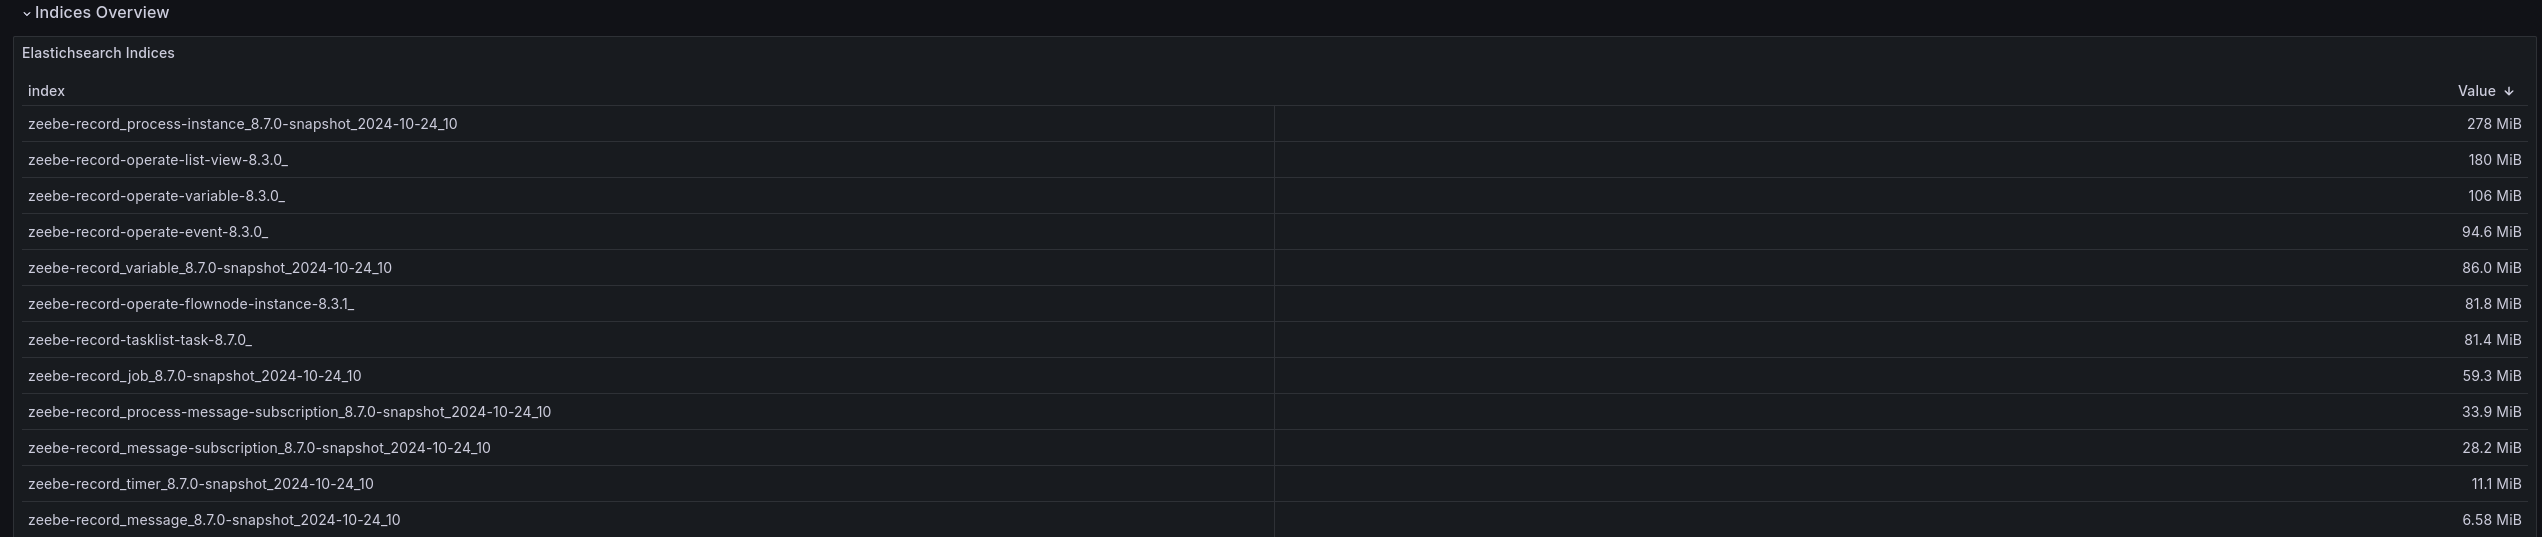 Indices Overview
Elastichsearch Indices
index Value
zeebe-record_process-instance_8.7.0-snapshot_2024-10-24_10 278 MiB
zeebe-record-operate-list-view-8.3.0_ 180 MiB
zeebe-record-operate-variable-8.3.0_ 106 MiB
zeebe-record-operate-event-8.3.0_ 94.6 MiB
zeebe-record_variable_8.7.0-snapshot_2024-10-24_10 86.0 MiB
zeebe-record-operate-flownode-instance-8.3.1_ 81.8 MiB
zeebe-record-tasklist-task-8.7.0_ 81.4 MiB
zeebe-record_job_8.7.0-snapshot_2024-10-24_10 59.3 MiB
zeebe-record_process-message-subscription_8.7.0-snapshot_2024-10-24_10 33.9 MiB
zeebe-record_message-subscription_8.7.0-snapshot_2024-10-24_10 28.2 MiB
zeebe-record_timer_8.7.0-snapshot_2024-10-24_10 11.1 MiB
zeebe-record_message_8.7.0-snapshot_2024-10-24_10 6.58 MiB